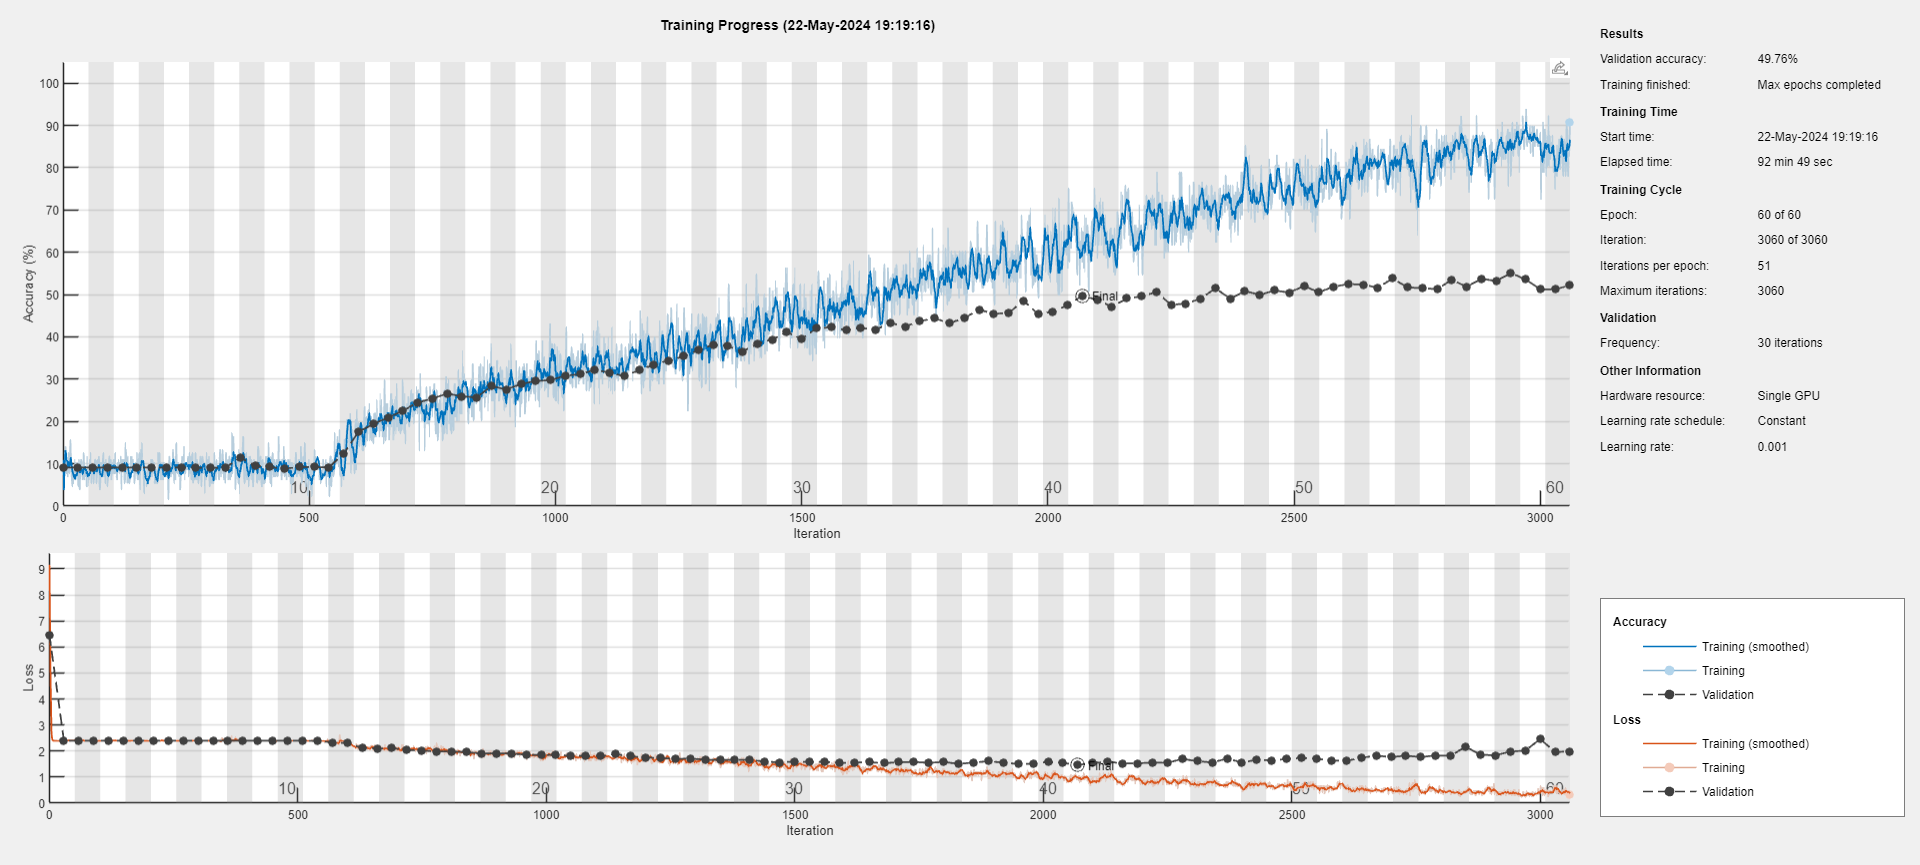 Training Progress (22-May-2024 19:19:16)
100
90
80
70
60
50
40
30
20
10
0
Accuracy (%)
Final
10
20
30
40
50
60
0
500
1000
1500
2000
2500
3000
Iteration
9
8
7
6
5
4
3
2
1
0
Loss
Final
10
20
30
40
50
60
0
500
1000
1500
2000
2500
3000
Iteration
Results
Validation accuracy: 49.76%
Training finished: Max epochs completed
Training Time
Start time: 22-May-2024 19:19:16
Elapsed time: 92 min 49 sec
Training Cycle
Epoch: 60 of 60
Iteration: 3060 of 3060
Iterations per epoch: 51
Maximum iterations: 3060
Validation
Frequency: 30 iterations
Other Information
Hardware resource: Single GPU
Learning rate schedule: Constant
Learning rate: 0.001
Accuracy
Training (smoothed)
Training
Validation
Loss
Training (smoothed)
Training
Validation